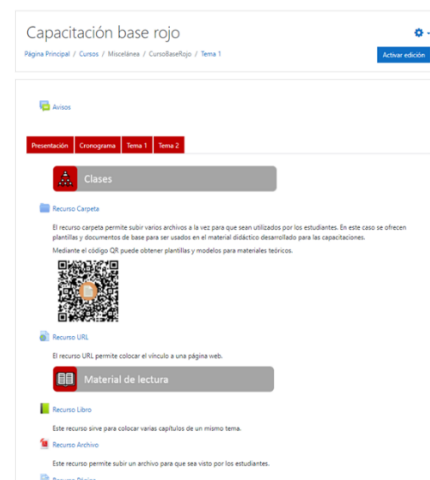 Capacitación base rojo
Página Principal / Cursos / Miscelánea / CursoBaseRojo / Tema 1
Activar edición
Avisos
Presentación Cronograma Tema 1 Tema 2
Clases
Recurso Carpeta
El recurso carpeta permite subir varios archivos a la vez para que sean utilizados por los estudiantes. En este caso se ofrecen
plantillas y documentos de base para ser usados en el material didáctico desarrollado para las capacitaciones.
Mediante el código QR puede obtener plantillas y modelos para materiales teóricos.
Recurso URL
El recurso URL permite colocar el vínculo a una página web.
Material de lectura
Recurso Libro
Este recurso sirve para colocar varias capítulos de un mismo tema.
Recurso Archivo
Este recurso permite subir un archivo para que sea visto por los estudiantes.
Recurso Página